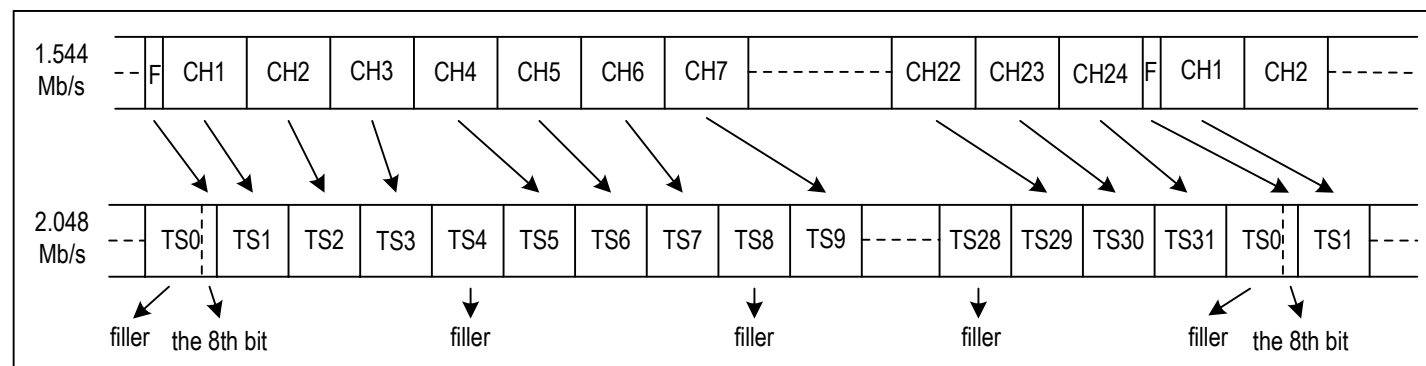 1.544 Mb/s F CH1 CH2 CH3 CH4 CH5 CH6 CH7 CH22 CH23 CH24 F CH1 CH2
2.048 Mb/s TS0 TS1 TS2 TS3 TS4 TS5 TS6 TS7 TS8 TS9 TS28 TS29 TS30 TS31 TS0 TS1
filler the 8th bit filler filler filler filler the 8th bit